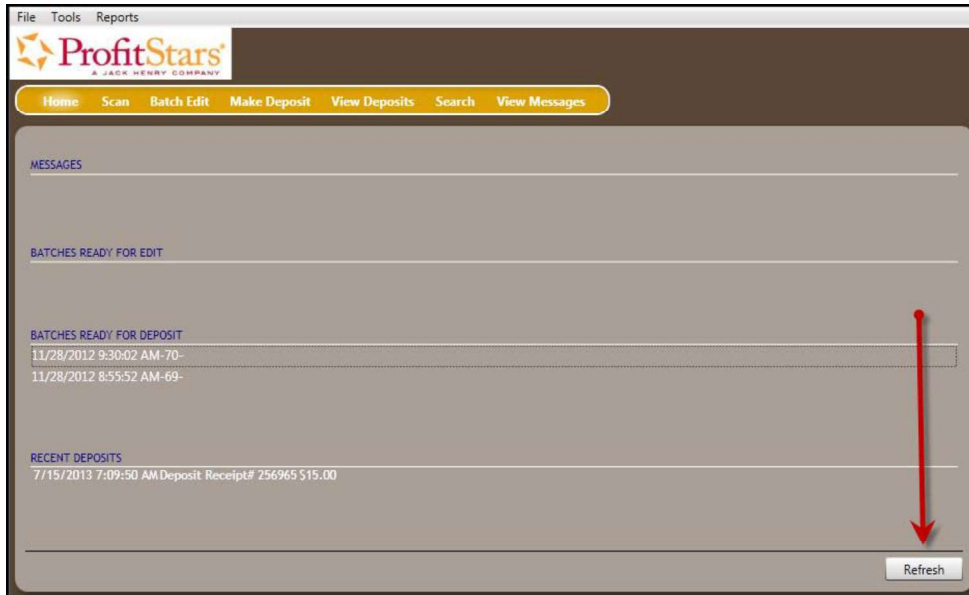 File Tools Reports
ProfitStars®
A JACK HENRY COMPANY
Home Scan Batch Edit Make Deposit View Deposits Search View Messages
MESSAGES
BATCHES READY FOR EDIT
BATCHES READY FOR DEPOSIT
11/28/2012 9:30:02 AM-70-
11/28/2012 8:55:52 AM-69-
RECENT DEPOSITS
7/15/2013 7:09:50 AM Deposit Receipt# 256965 $15.00
Refresh